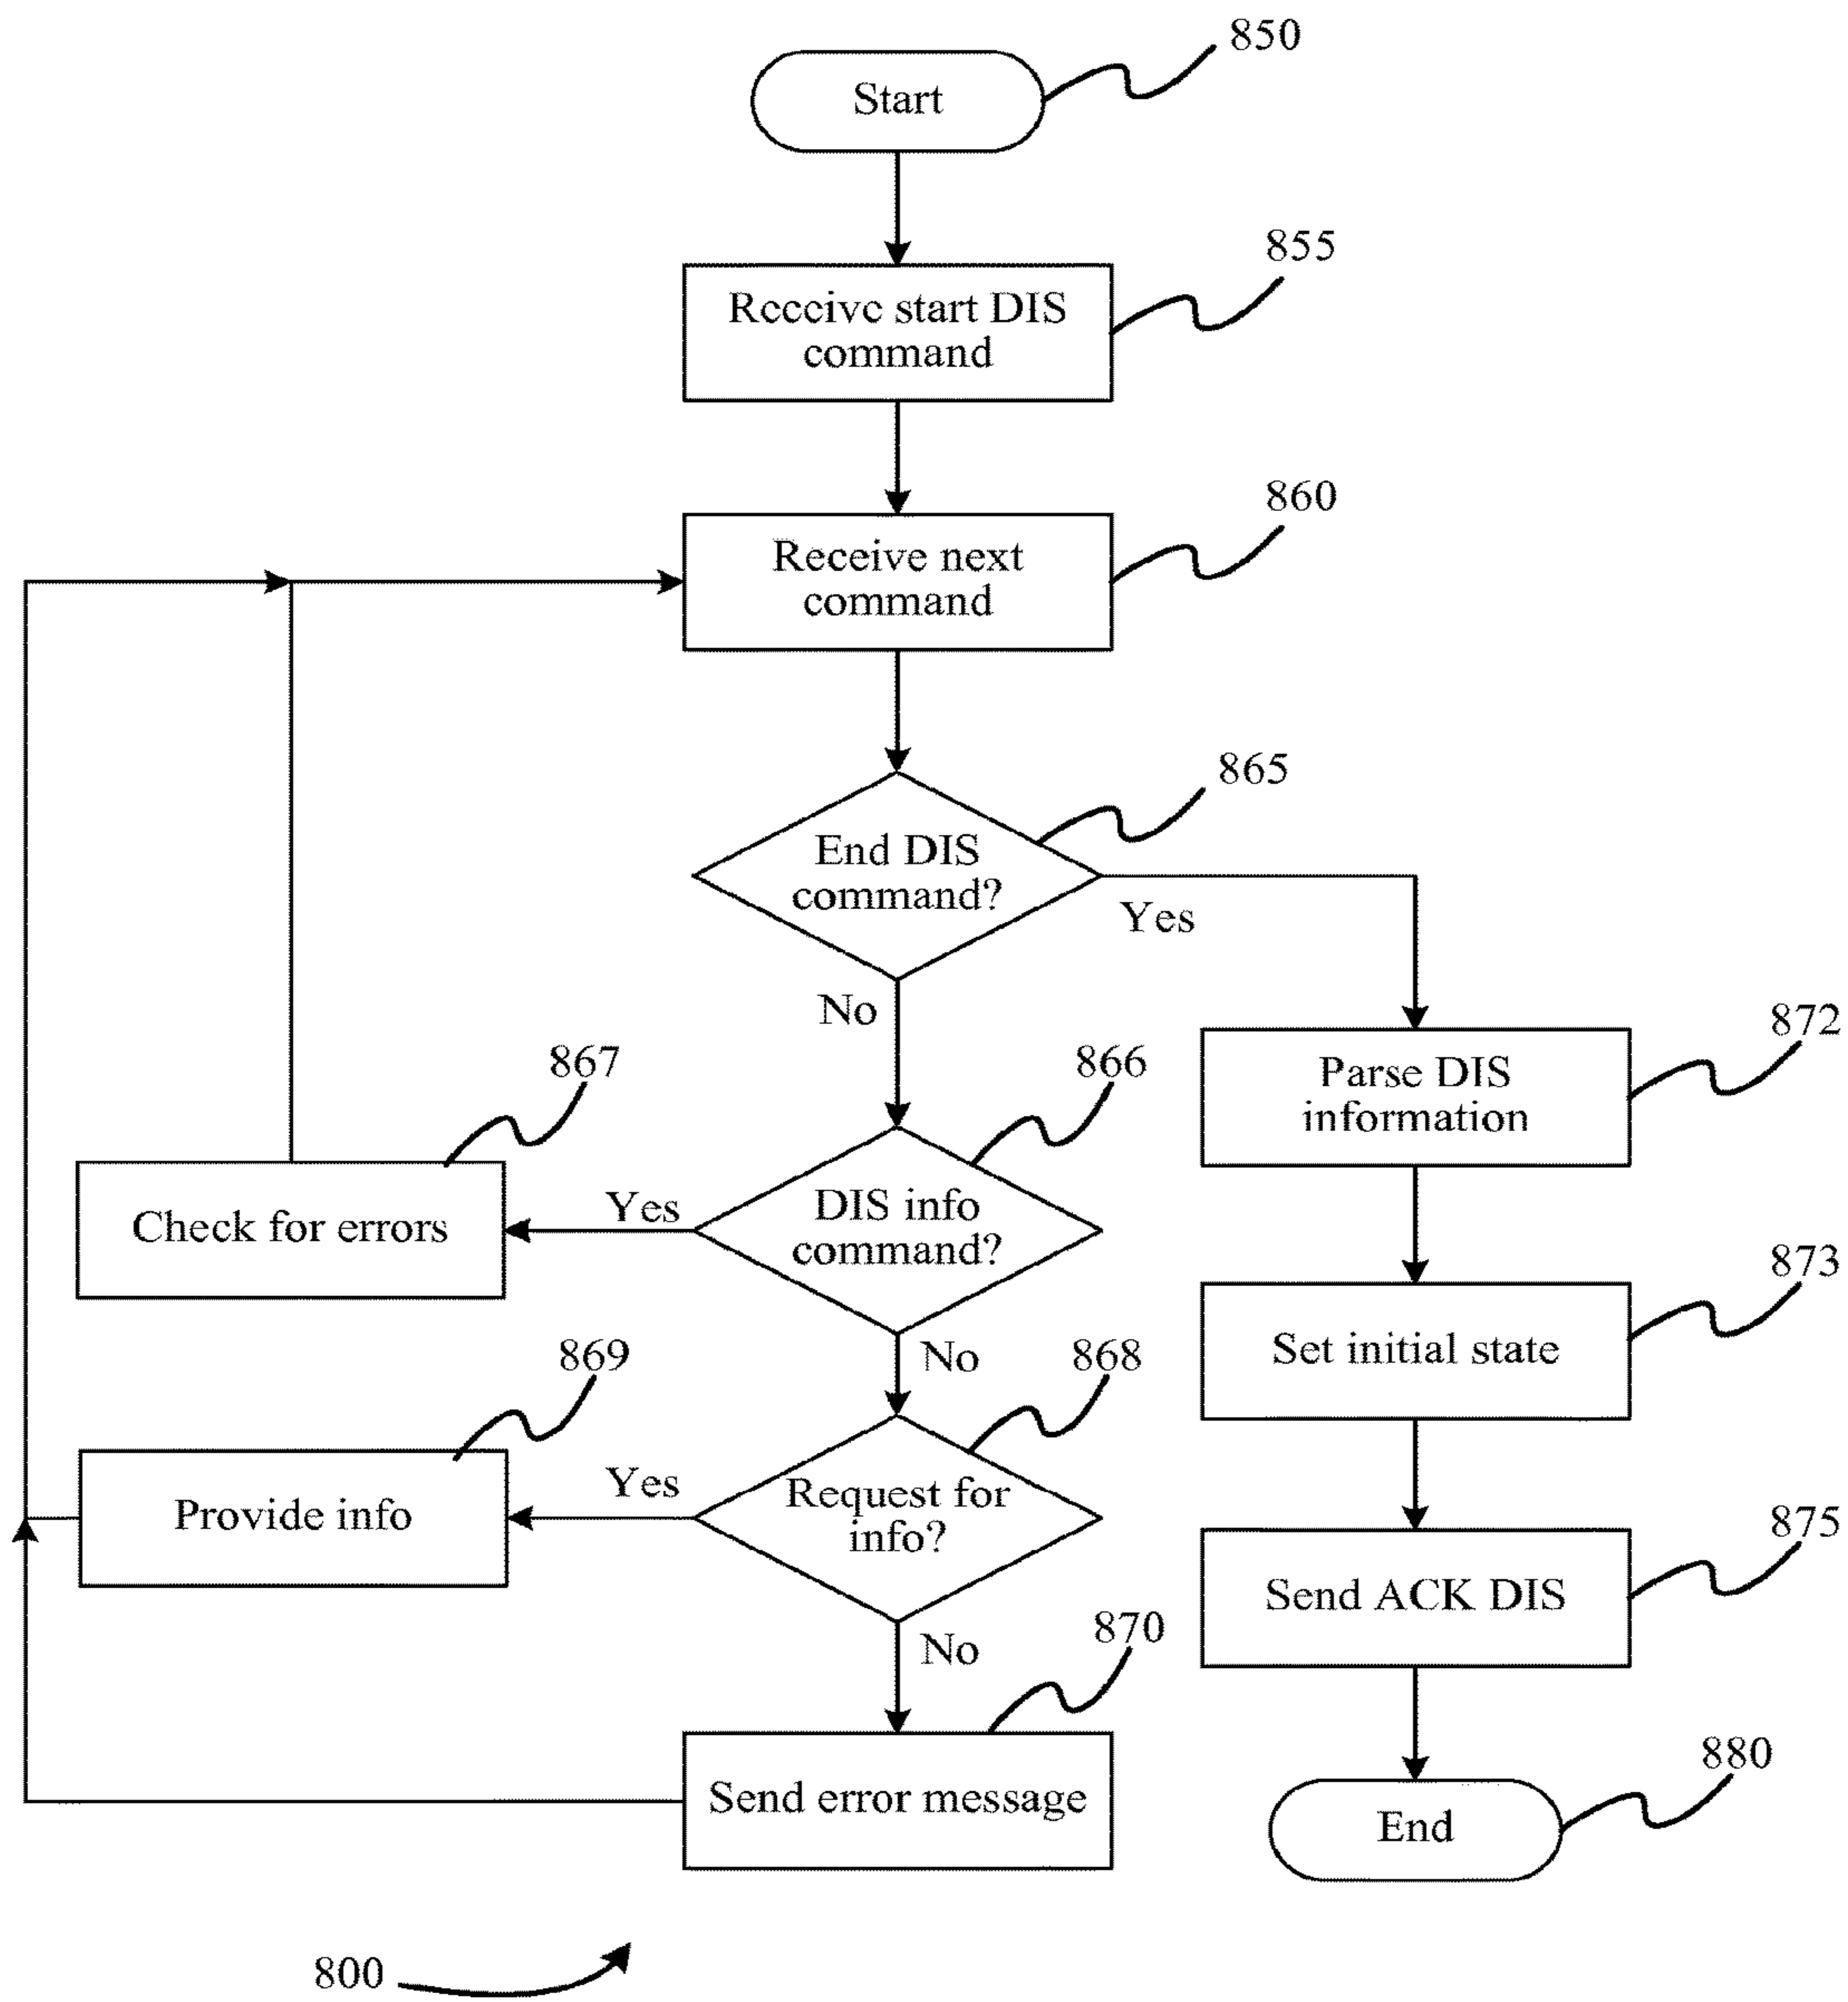 850
Start
855
Receive start DIS
command
860
Receive next
command
865
End DIS
command?
Yes
No
872
867
866
Parse DIS
information
Yes
DIS info
command?
Check for errors
873
Set initial state
869
No
868
Yes
Request for
info?
Provide info
875
Send ACK DIS
870
No
880
Send error message
End
800